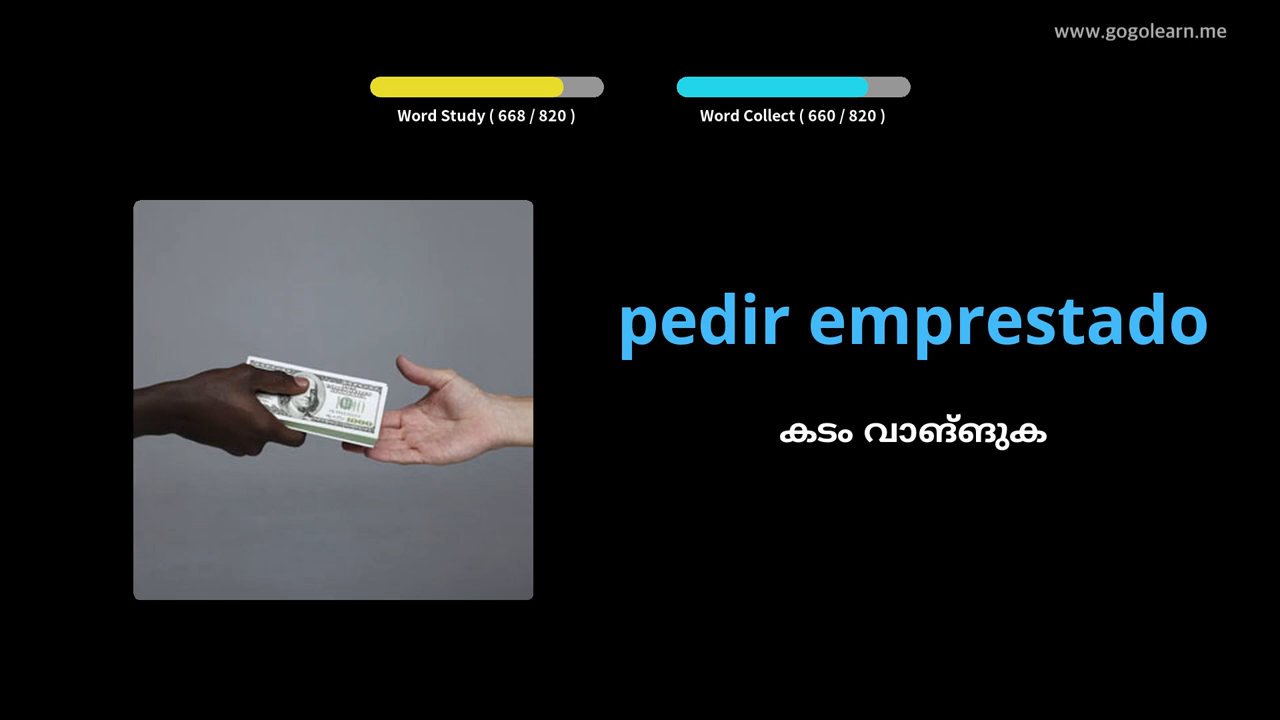 www.gogolearn.me
Word Study ( 668 / 820 )
Word Collect ( 660 / 820 )
pedir emprestado
കടം വാങ്ങുക